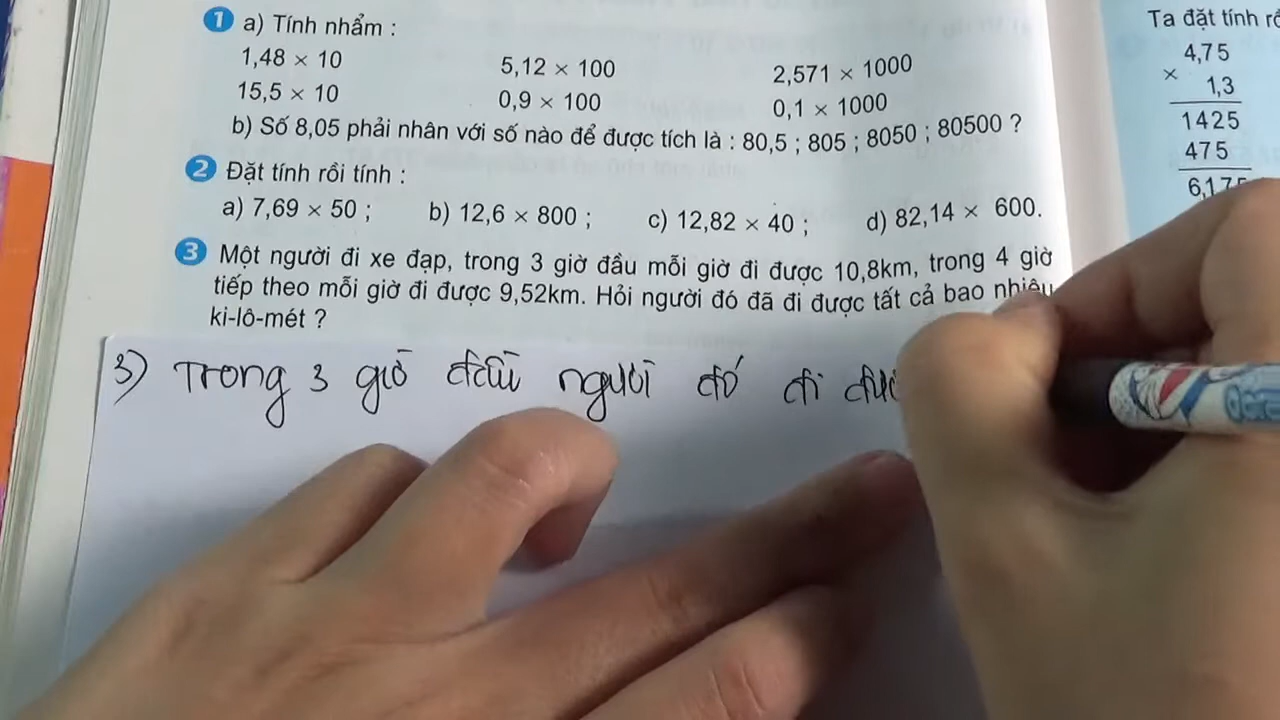 1 a) Tính nhẩm :
1,48 × 10 5,12 × 100 2,571 × 1000
15,5 × 10 0,9 × 100 0,1 × 1000
b) Số 8,05 phải nhân với số nào để được tích là : 80,5 ; 805 ; 8050 ; 80500 ?
2 Đặt tính rồi tính :
a) 7,69 × 50 ; b) 12,6 × 800 ; c) 12,82 × 40 ; d) 82,14 × 600.
3 Một người đi xe đạp, trong 3 giờ đầu mỗi giờ đi được 10,8km, trong 4 giờ
tiếp theo mỗi giờ đi được 9,52km. Hỏi người đó đã đi được tất cả bao nhiêu
ki-lô-mét ?
3) Trong 3 giờ đầu người đó đi
Ta đặt tính
4,75
×
1,3
1425
475
6,175